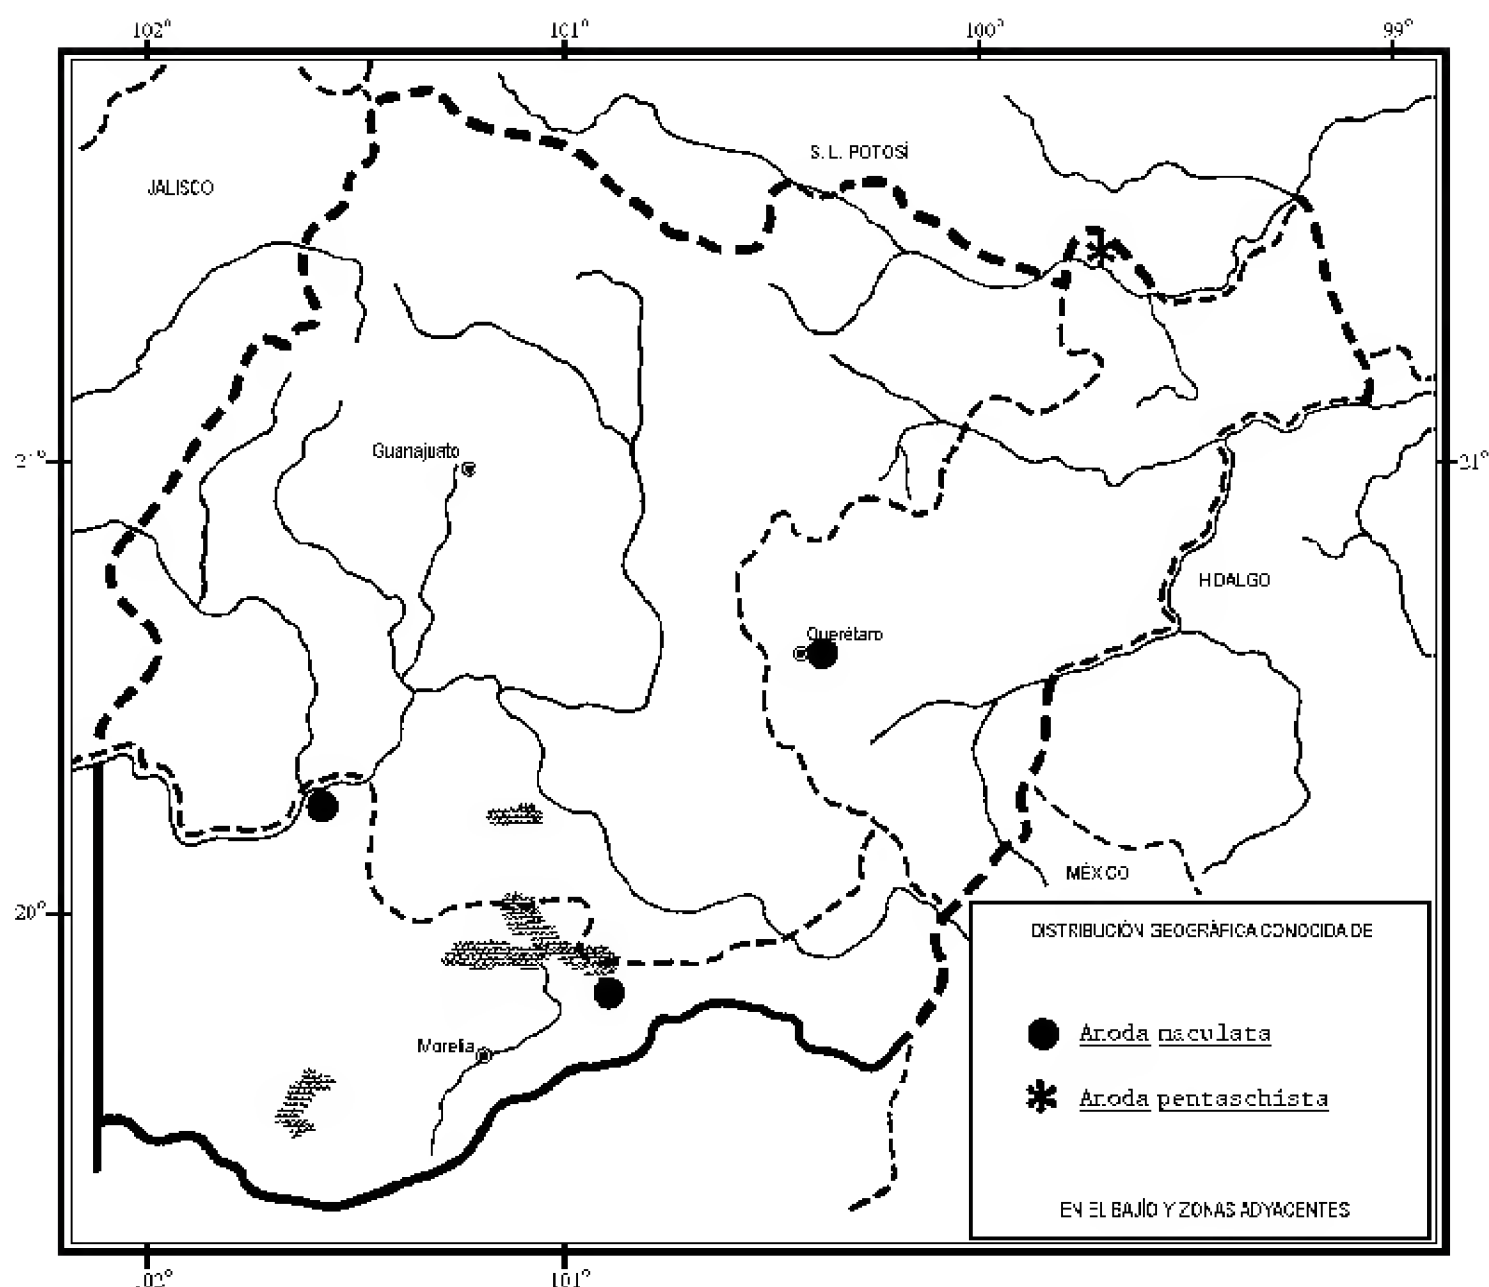 102° 101° 100° 99°
S. L. POTOSÍ
JALISCO
Guanajuato
21° 21°
HIDALGO
Querétaro
MÉXICO
20°
DISTRIBUCIÓN GEOGRÁFICA CONOCIDA DE
Anoda maculata
Morelia
Anoda pentaschista
EN EL BAJÍO Y ZONAS ADYACENTES
102° 101°